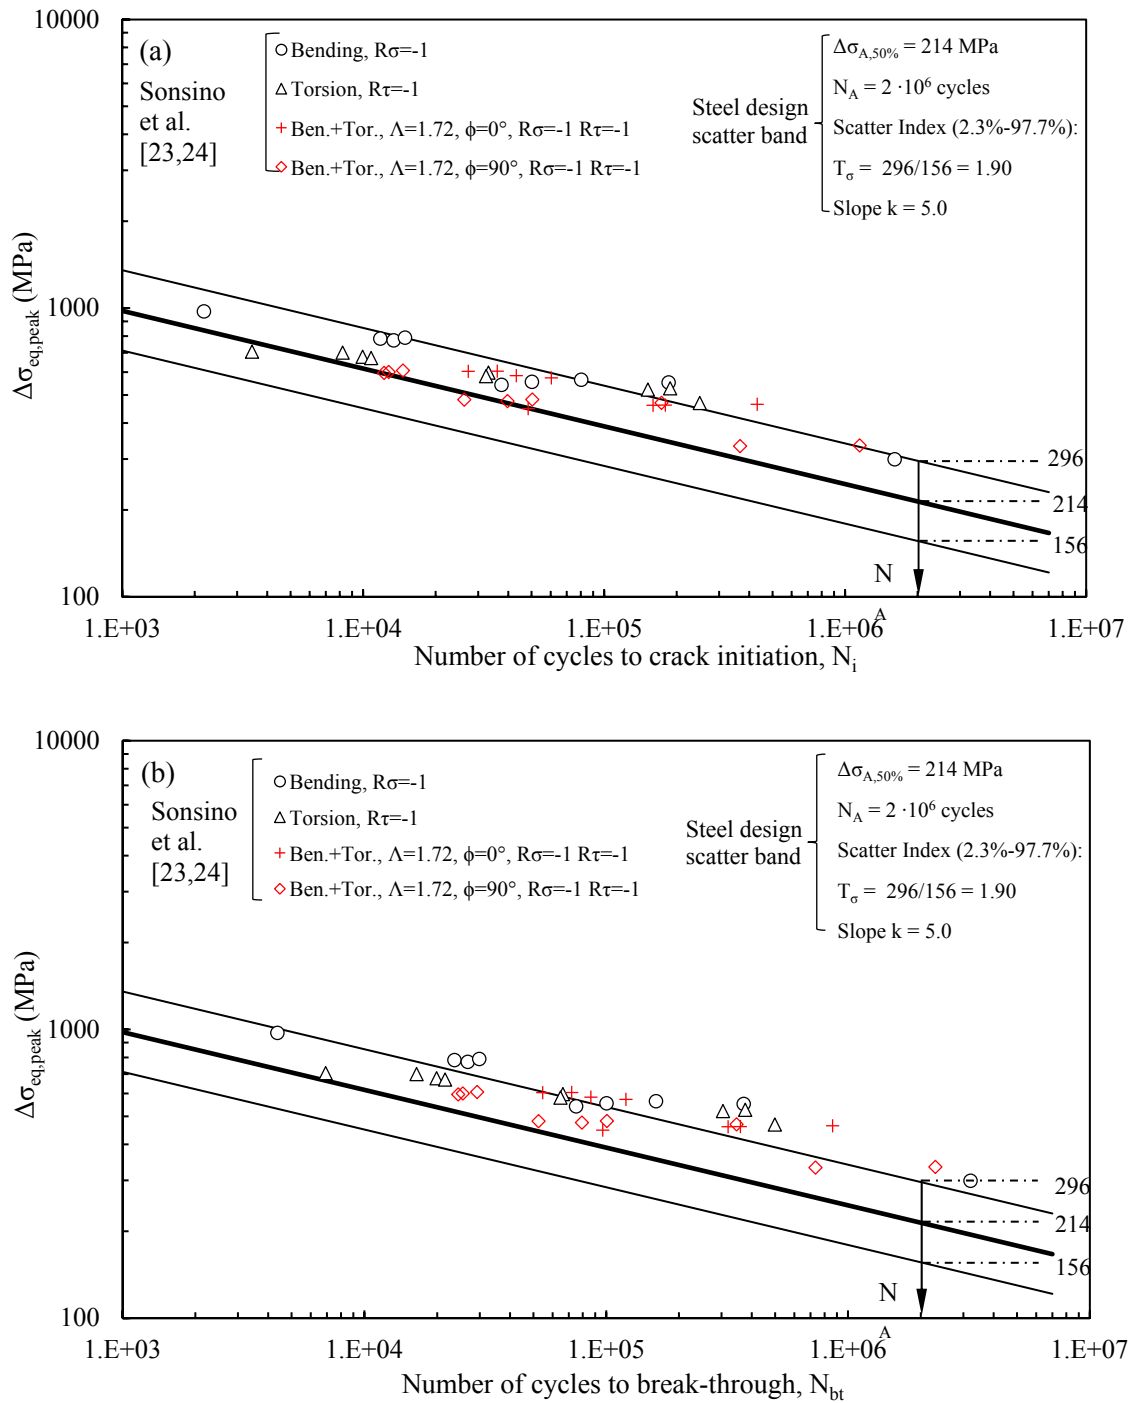 10000
(a)
Sonsino
et al.
[23,24]
Bending, Rσ=-1
Torsion, Rτ=-1
Ben.+Tor., Λ=1.72, ϕ=0°, Rσ=-1 Rτ=-1
Ben.+Tor., Λ=1.72, ϕ=90°, Rσ=-1 Rτ=-1
Steel design
scatter band
ΔσA,50% = 214 MPa
NA = 2 ·10⁶ cycles
Scatter Index (2.3%-97.7%):
Tσ = 296/156 = 1.90
Slope k = 5.0
Δσeq,peak (MPa)
1000
296
214
156
N
A
100
1.E+03
1.E+04
1.E+05
1.E+06
1.E+07
Number of cycles to crack initiation, Ni
10000
(b)
Sonsino
et al.
[23,24]
Bending, Rσ=-1
Torsion, Rτ=-1
Ben.+Tor., Λ=1.72, ϕ=0°, Rσ=-1 Rτ=-1
Ben.+Tor., Λ=1.72, ϕ=90°, Rσ=-1 Rτ=-1
Steel design
scatter band
ΔσA,50% = 214 MPa
NA = 2 ·10⁶ cycles
Scatter Index (2.3%-97.7%):
Tσ = 296/156 = 1.90
Slope k = 5.0
Δσeq,peak (MPa)
1000
296
214
156
N
A
100
1.E+03
1.E+04
1.E+05
1.E+06
1.E+07
Number of cycles to break-through, Nbt